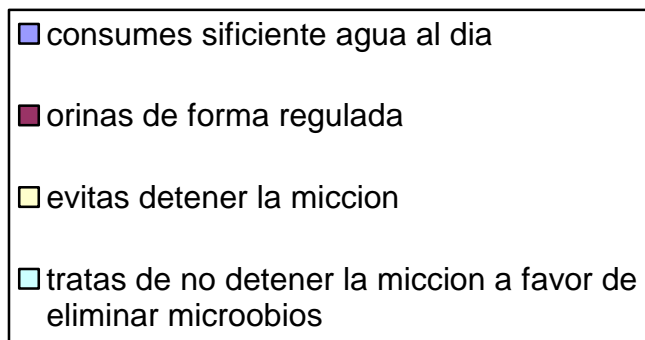 consumes sificiente agua al dia
orinas de forma regulada
evitas detener la miccion
tratas de no detener la miccion a favor de
eliminar microobios